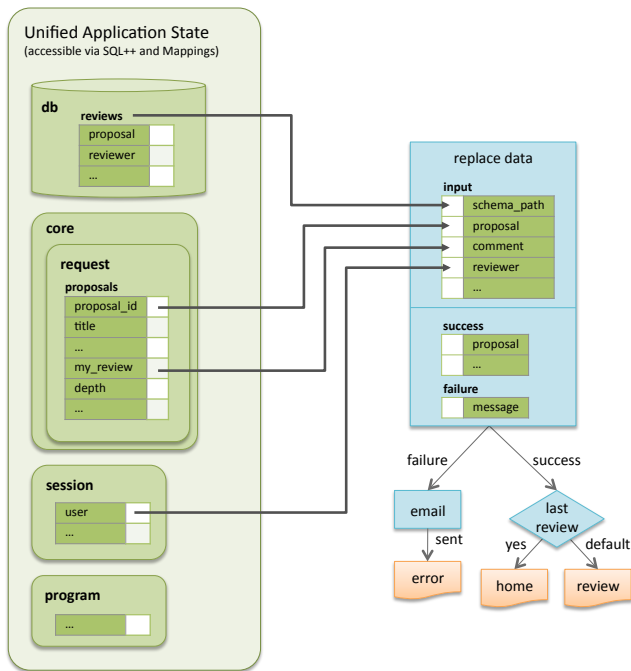 Unified Application State
(accessible via SQL++ and Mappings)
db
reviews
proposal
reviewer
...
core
request
proposals
proposal_id
title
...
my_review
depth
...
session
user
...
program
...
replace data
input
schema_path
proposal
comment
reviewer
...
success
proposal
...
failure
message
failure
success
email
last
review
sent
yes
default
error
home
review